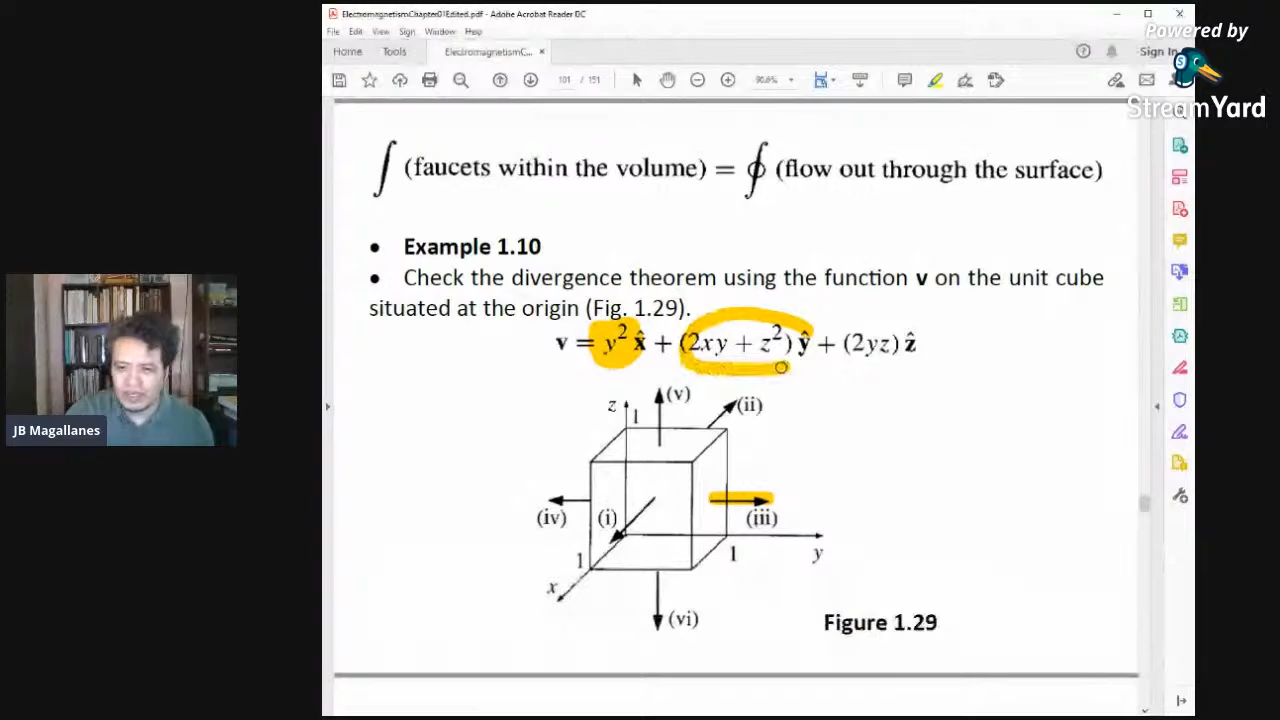 ElectromagnetismChapter01Edited.pdf - Adobe Acrobat Reader DC
File Edit View Sign Window Help
Home Tools ElectromagnetismC... × Sign In
101 / 151 90.6%
Powered by
StreamYard
∫ (faucets within the volume) = ∮ (flow out through the surface)
• Example 1.10
• Check the divergence theorem using the function v on the unit cube
situated at the origin (Fig. 1.29).
v = y² x̂ + (2xy + z²) ŷ + (2yz) ẑ
z 1 (v) (ii)
(iv) (i) (iii)
1 1 y
x
(vi)
Figure 1.29
JB Magallanes